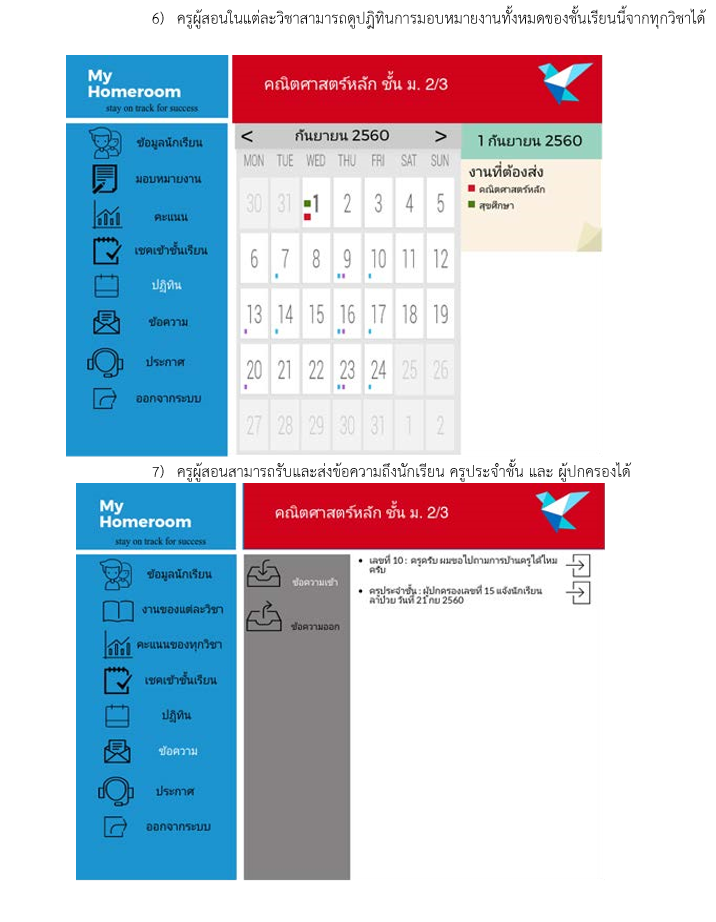 6) ครูผู้สอนในแต่ละวิชาสามารถดูปฎิทินการมอบหมายงานทั้งหมดของชั้นเรียนนี้จากทุกวิชาได้
My
Homeroom
stay on track for success
คณิตศาสตร์หลัก ชั้น ม. 2/3
ข้อมูลนักเรียน
มอบหมายงาน
คะแนน
เชคเข้าชั้นเรียน
ปฏิทิน
ข้อความ
ประกาศ
ออกจากระบบ
< กันยายน 2560 >
MON TUE WED THU FRI SAT SUN
30 31 1 2 3 4 5
6 7 8 9 10 11 12
13 14 15 16 17 18 19
20 21 22 23 24 25 26
27 28 29 30 31 1 2
1 กันยายน 2560
งานที่ต้องส่ง
คณิตศาสตร์หลัก
สุขศึกษา
7) ครูผู้สอนสามารถรับและส่งข้อความถึงนักเรียน ครูประจำชั้น และ ผู้ปกครองได้
My
Homeroom
stay on track for success
คณิตศาสตร์หลัก ชั้น ม. 2/3
ข้อมูลนักเรียน
งานของแต่ละวิชา
คะแนนของทุกวิชา
เชคเข้าชั้นเรียน
ปฏิทิน
ข้อความ
ประกาศ
ออกจากระบบ
ข้อความเข้า
ข้อความออก
• เลขที่ 10 : ครูครับ ผมขอไปถามการบ้านครูได้ไหม
ครับ
• ครูประจำชั้น : ผู้ปกครองเลขที่ 15 แจ้งนักเรียน
ลาป่วย วันที่ 21 กย 2560